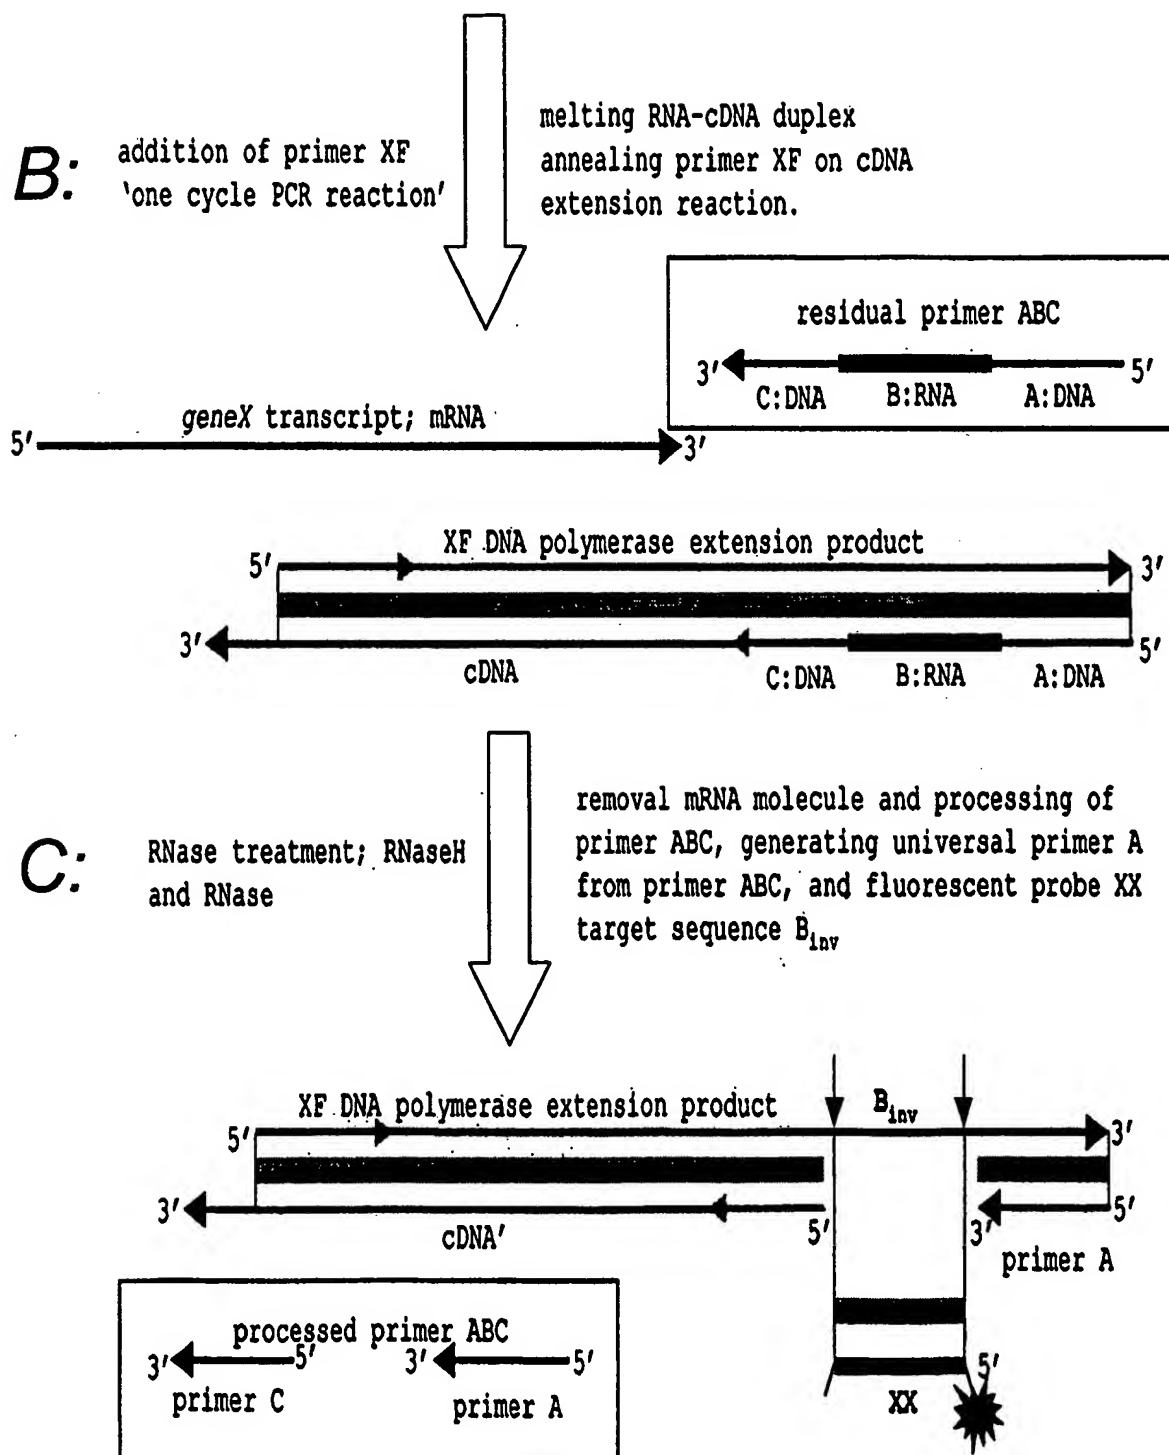 B:
addition of primer XF
'one cycle PCR reaction'
melting RNA-cDNA duplex
annealing primer XF on cDNA
extension reaction.
residual primer ABC
3' 5'
C:DNA B:RNA A:DNA
geneX transcript; mRNA
5' 3'
XF DNA polymerase extension product
5' 3'
3' 5'
cDNA C:DNA B:RNA A:DNA
C:
RNase treatment; RNaseH
and RNase
removal mRNA molecule and processing of
primer ABC, generating universal primer A
from primer ABC, and fluorescent probe XX
target sequence Binv
XF DNA polymerase extension product Binv
5' 3'
3' 5' 3' 5'
cDNA' primer A
processed primer ABC
3' 5' 3' 5'
primer C primer A
5'
XX